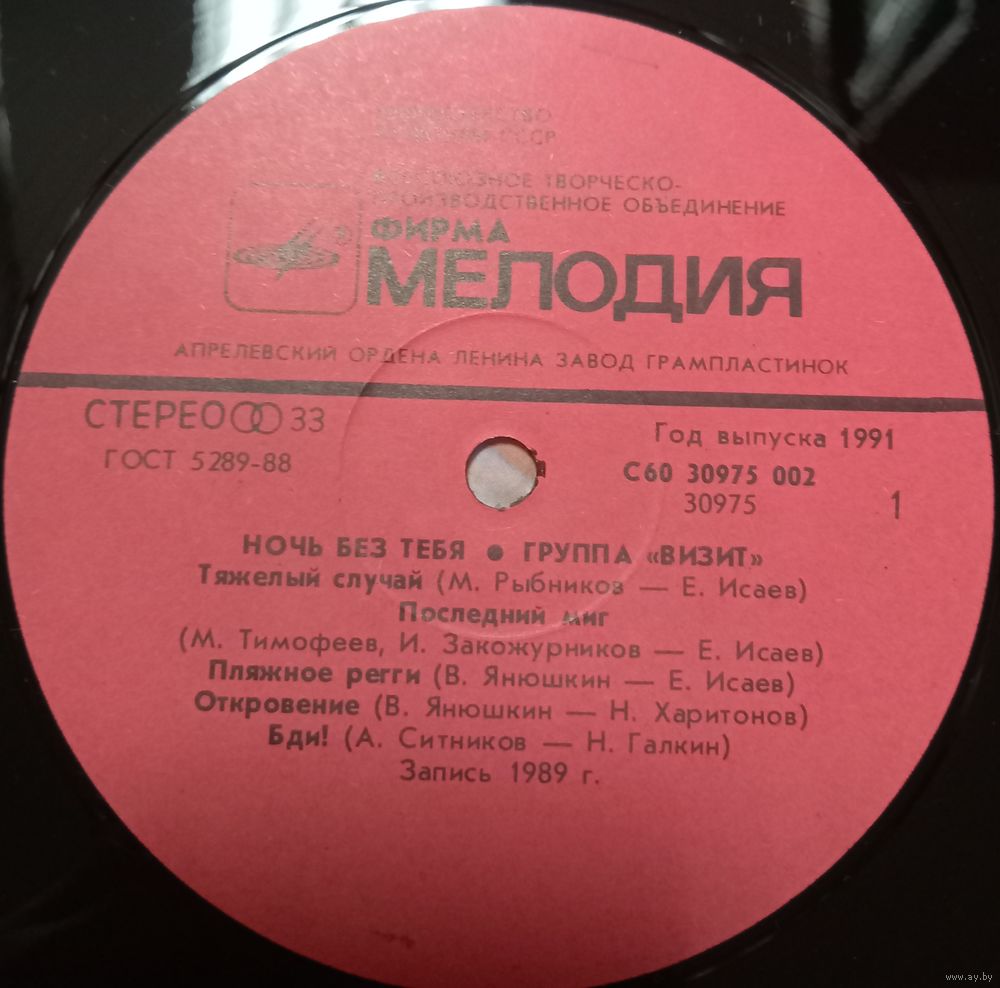 СССР
ТВОРЧЕСКО-
ПРОИЗВОДСТВЕННОЕ ОБЪЕДИНЕНИЕ
ФИРМА
МЕЛОДИЯ
АПРЕЛЕВСКИЙ ОРДЕНА ЛЕНИНА ЗАВОД ГРАМПЛАСТИНОК
СТЕРЕО 33
ГОСТ 5289-88
Год выпуска 1991
С60 30975 002
30975
1
НОЧЬ БЕЗ ТЕБЯ ● ГРУППА «ВИЗИТ»
Тяжелый случай (М. Рыбников — Е. Исаев)
Последний миг
(М. Тимофеев, И. Закожурников — Е. Исаев)
Пляжное регги (В. Янюшкин — Е. Исаев)
Откровение (В. Янюшкин — Н. Харитонов)
Бди! (А. Ситников — Н. Галкин)
Запись 1989 г.
www.ay.by